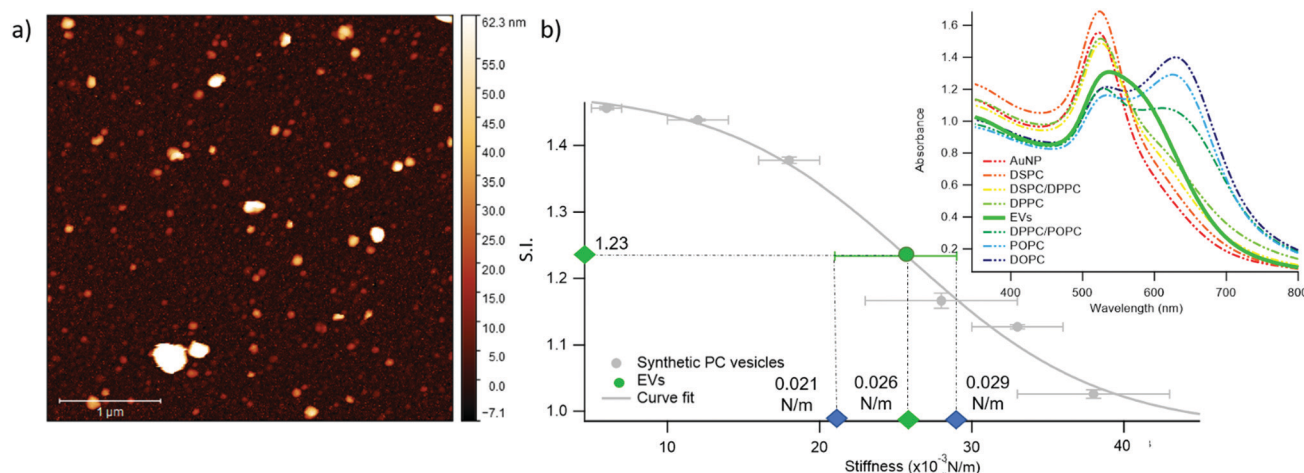 a)
62.3 nm
55.0
50.0
45.0
40.0
35.0
30.0
25.0
20.0
15.0
10.0
5.0
0.0
−7.1
1 μm
b)
S.I.
1.4
1.3
1.2
1.1
1.0
1.23
Synthetic PC vesicles
EVs
Curve fit
0.021
N/m
0.026
N/m
0.029
N/m
10
20
30
40
Stiffness (x10⁻³N/m)
Absorbance
1.6
1.4
1.2
1.0
0.8
0.6
0.4
0.2
AuNP
DSPC
DSPC/DPPC
DPPC
EVs
DPPC/POPC
POPC
DOPC
400
500
600
700
800
Wavelength (nm)